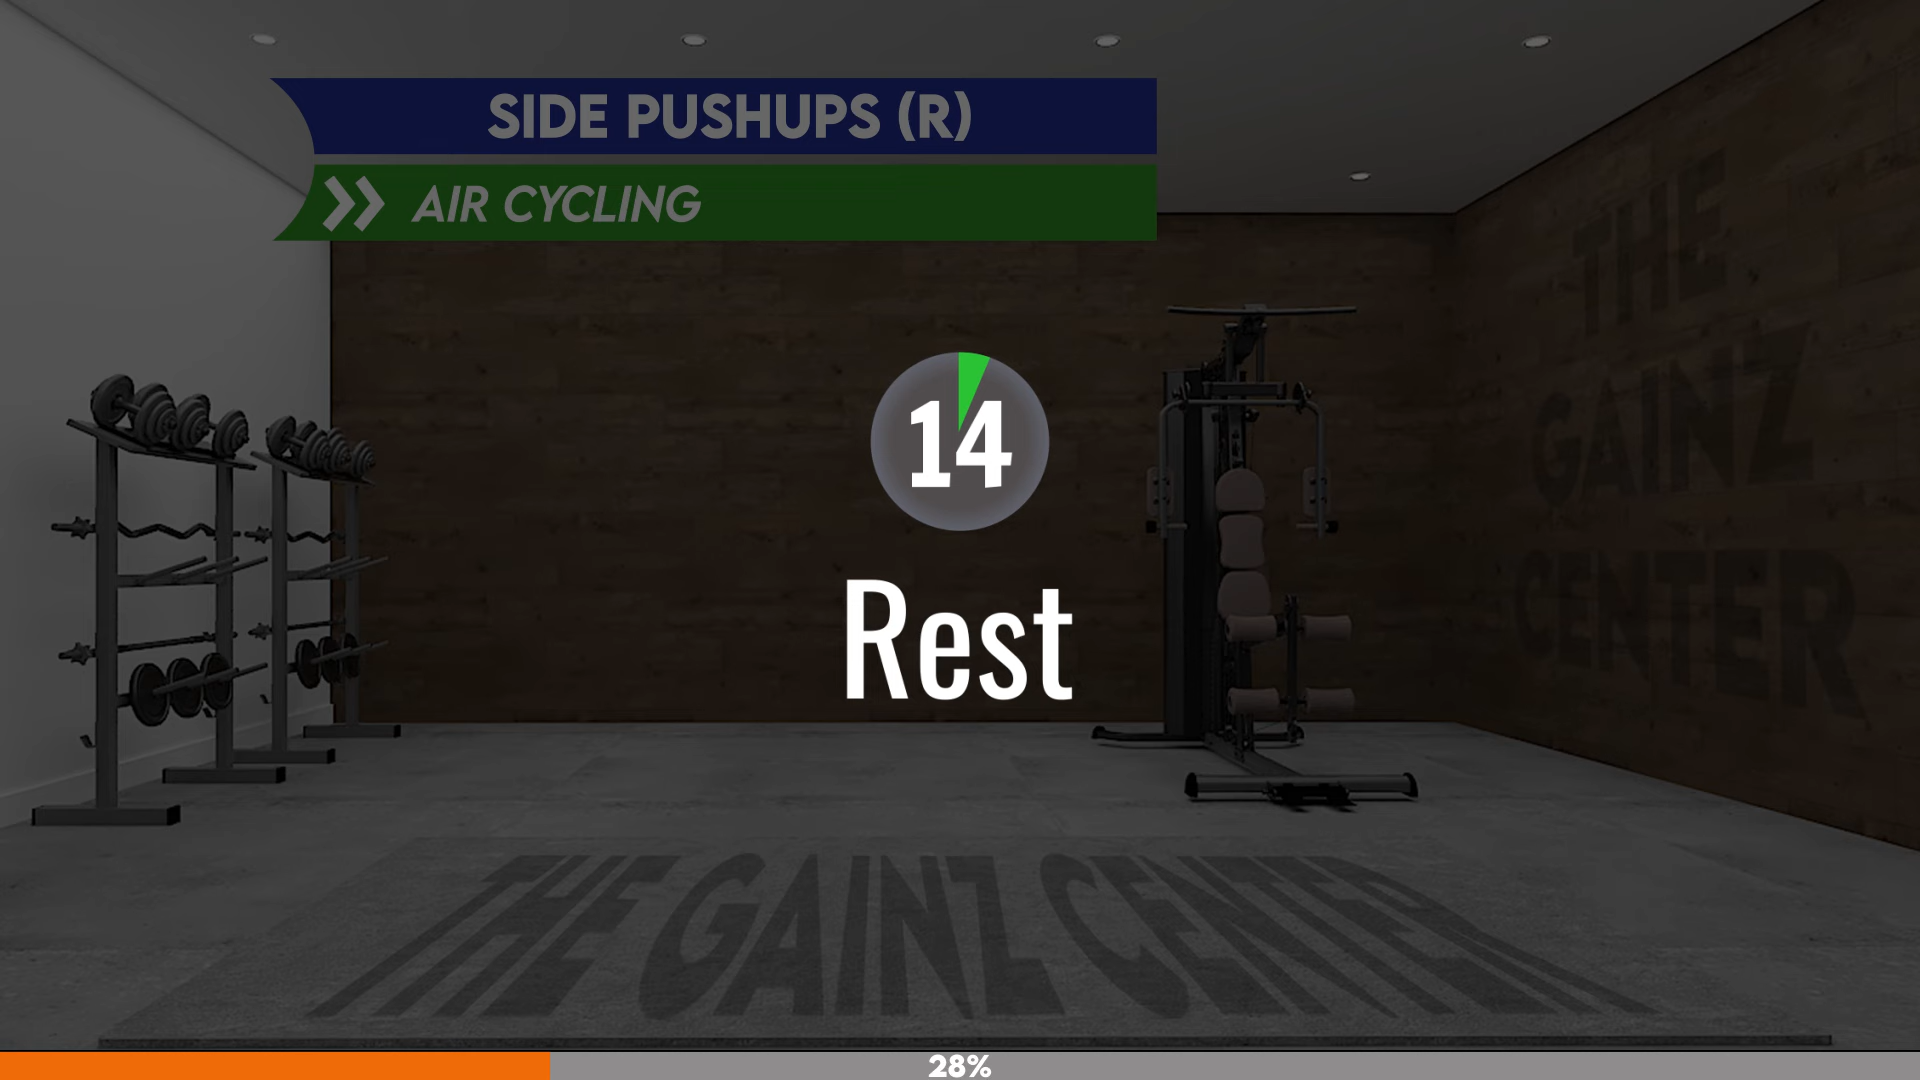 SIDE PUSHUPS (R)
AIR CYCLING
THE
GAINZ
CENTER
14
Rest
THE GAINZ CENTER
28%